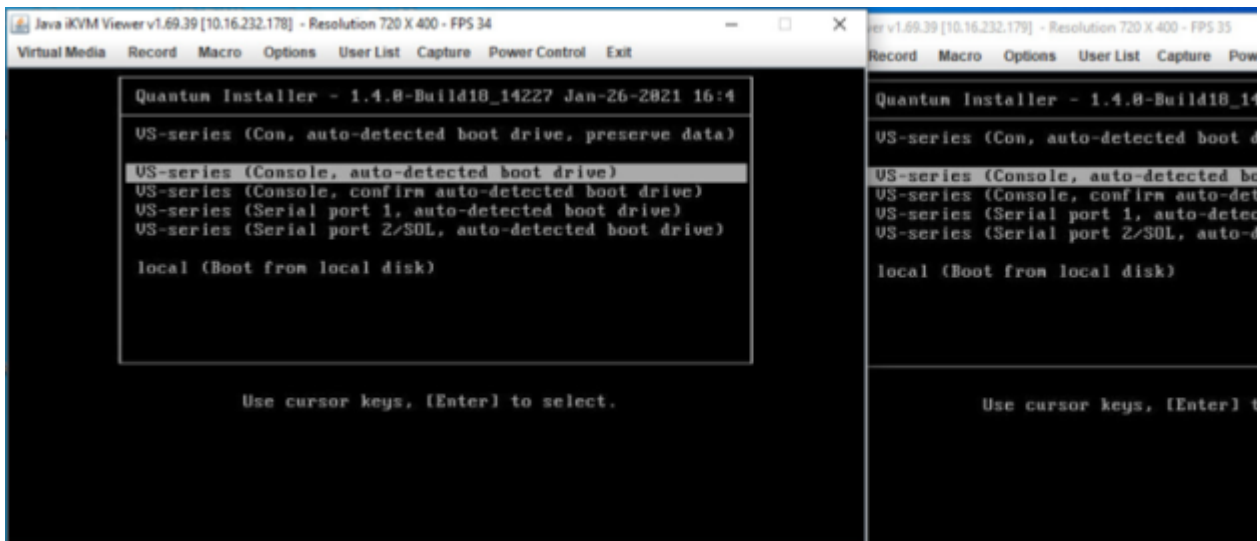 Java iKVM Viewer v1.69.39 [10.16.232.178] - Resolution 720 X 400 - FPS 34
Virtual Media Record Macro Options User List Capture Power Control Exit
Quantum Installer - 1.4.0-Build18_14227 Jan-26-2021 16:4
VS-series (Con, auto-detected boot drive, preserve data)
VS-series (Console, auto-detected boot drive)
VS-series (Console, confirm auto-detected boot drive)
VS-series (Serial port 1, auto-detected boot drive)
VS-series (Serial port 2/SOL, auto-detected boot drive)
local (Boot from local disk)
Use cursor keys, [Enter] to select.
er v1.69.39 [10.16.232.179] - Resolution 720 X 400 - FPS 35
Record Macro Options User List Capture Pow
Quantum Installer - 1.4.0-Build18_14
VS-series (Con, auto-detected boot d
VS-series (Console, auto-detected bo
VS-series (Console, confirm auto-det
VS-series (Serial port 1, auto-detec
VS-series (Serial port 2/SOL, auto-d
local (Boot from local disk)
Use cursor keys, [Enter] t